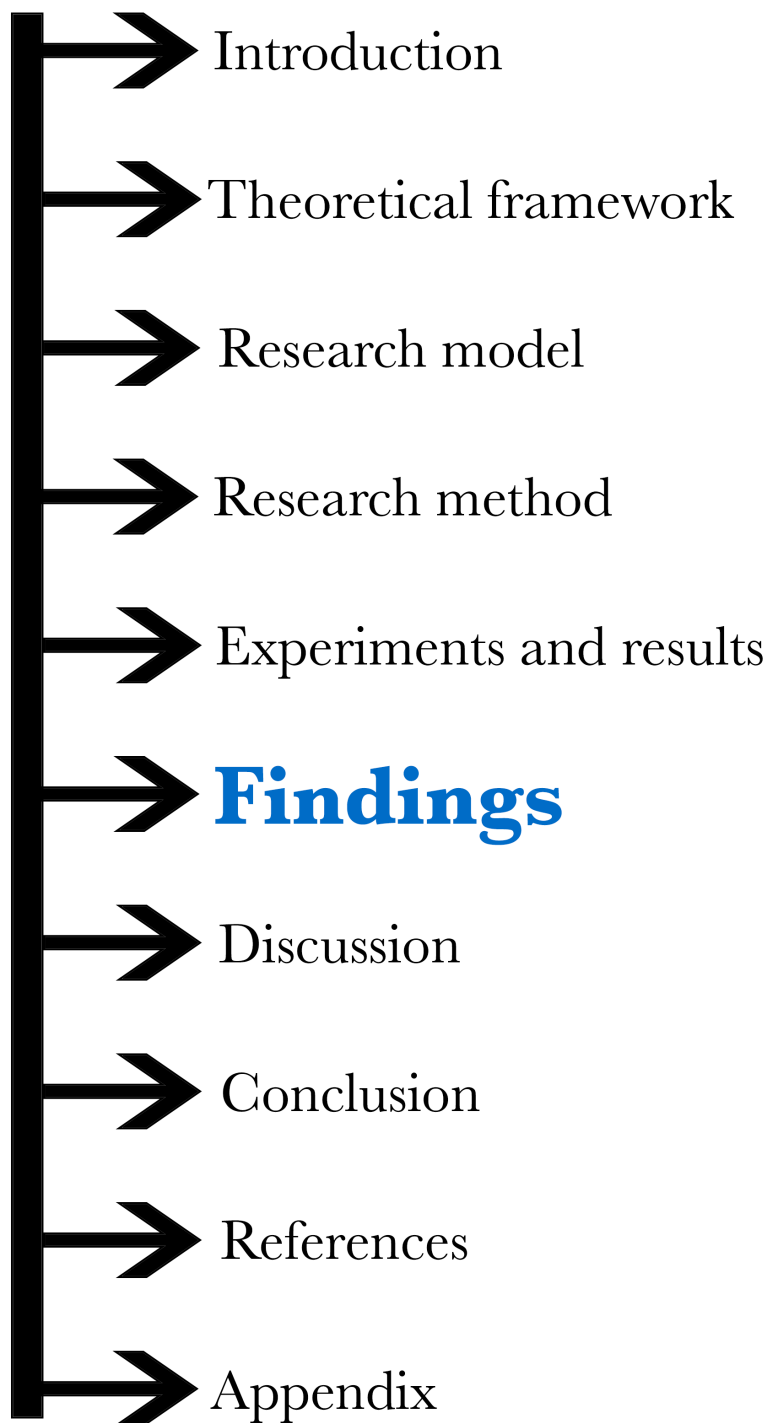 Introduction
Theoretical framework
Research model
Research method
Experiments and results
Findings
Discussion
Conclusion
References
Appendix